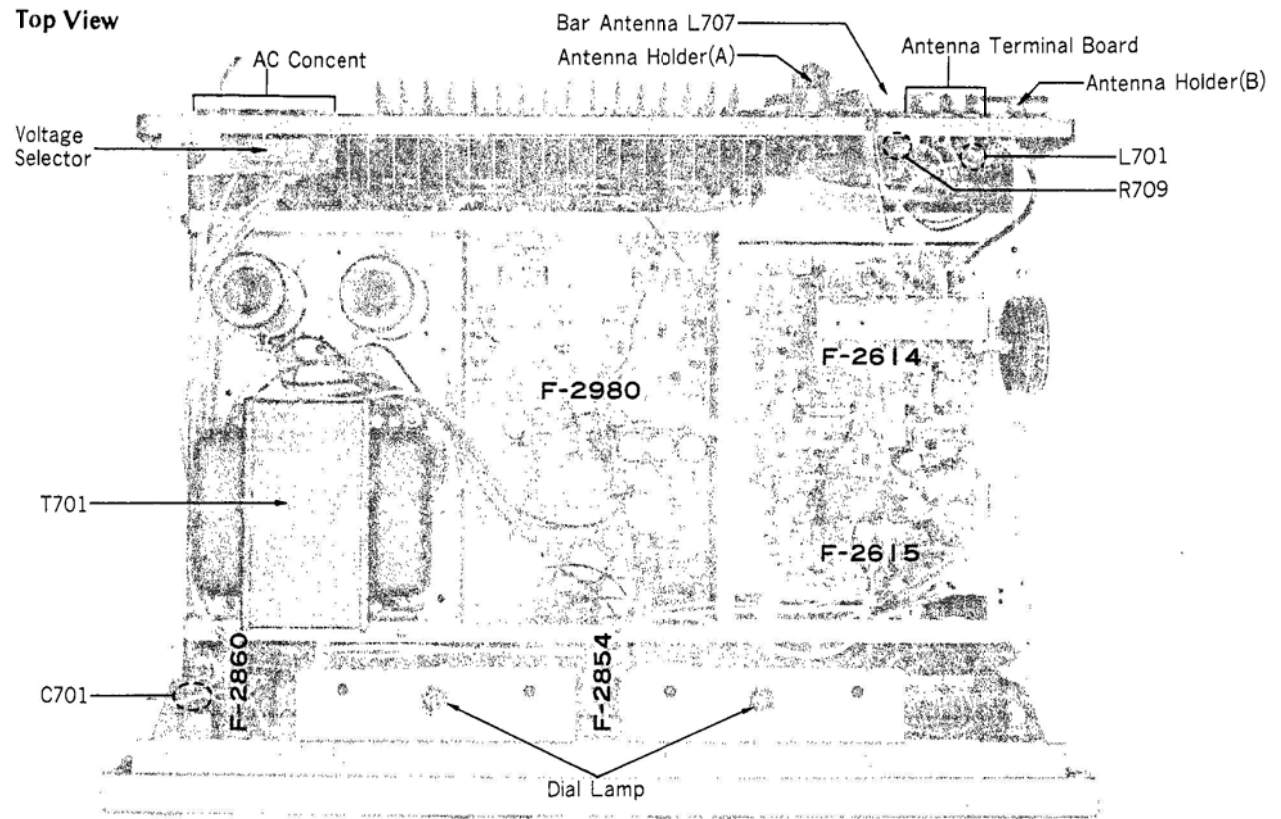 Top View
Bar Antenna L707
AC Concent
Antenna Holder(A)
Antenna Terminal Board
Antenna Holder(B)
Voltage
Selector
L701
R709
F-2614
F-2980
T701
F-2615
F-2860
F-2854
C701
Dial Lamp